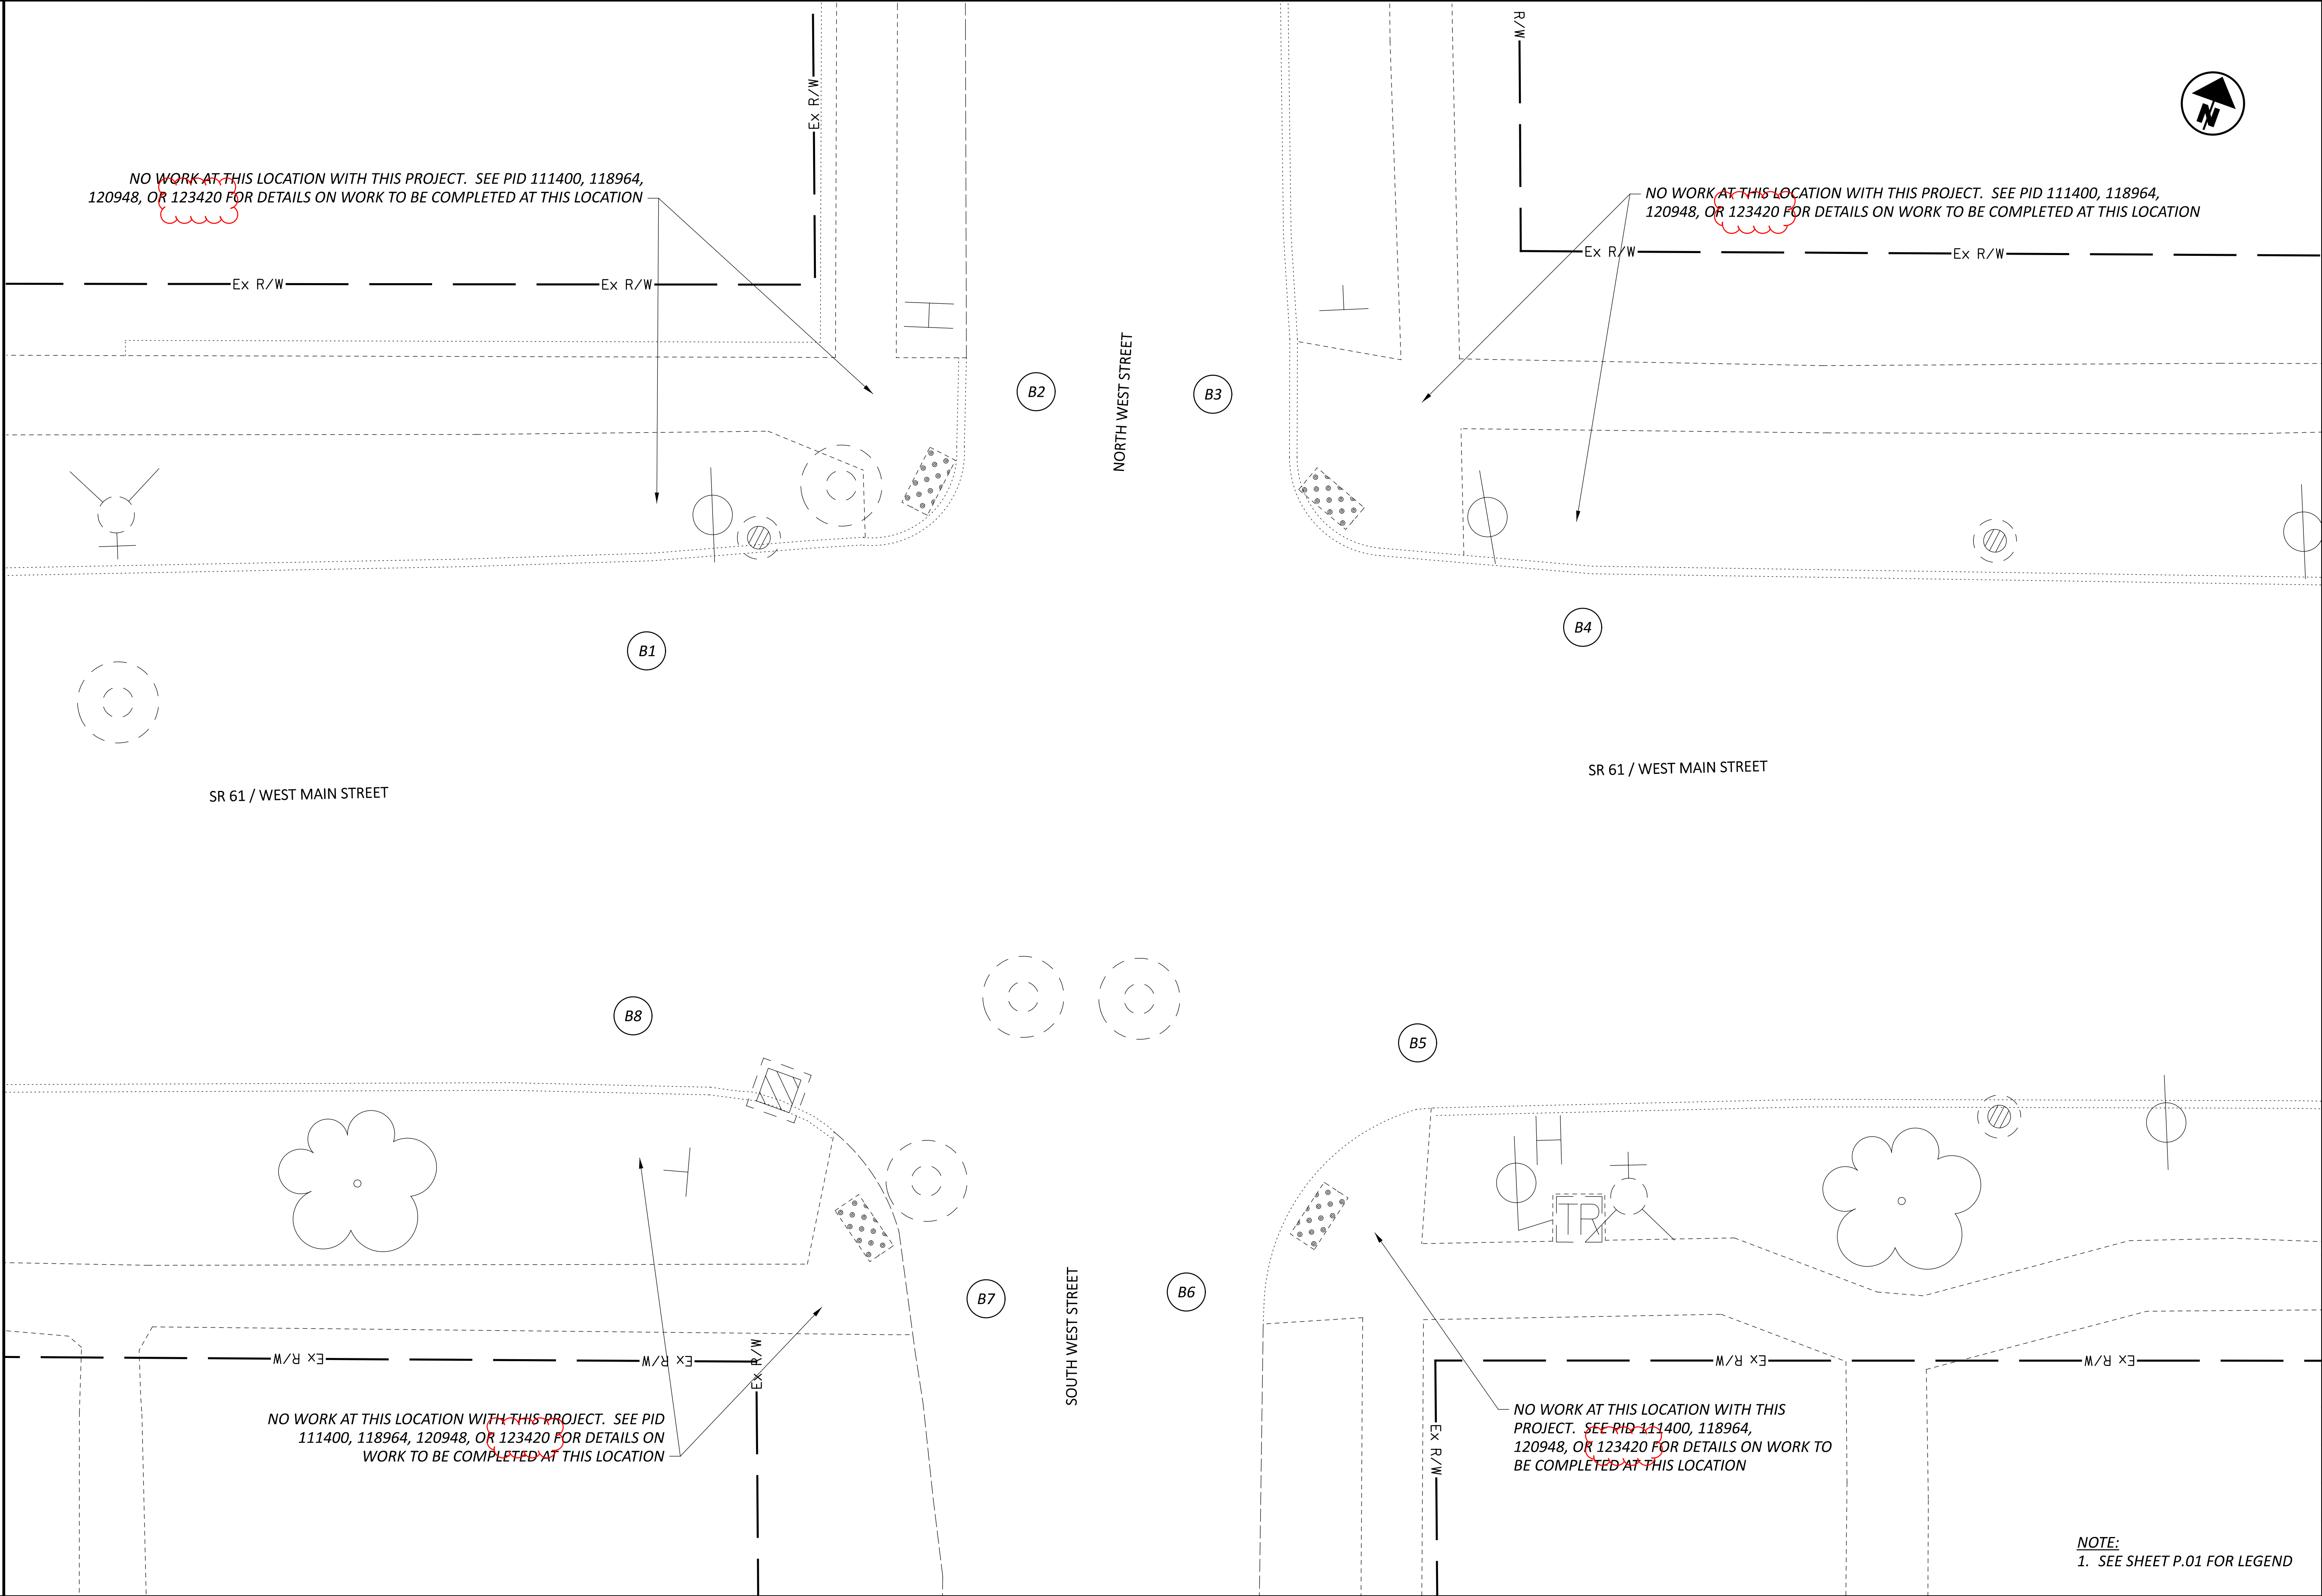 R/W
Ex R/W
N
NO WORK AT THIS LOCATION WITH THIS PROJECT.  SEE PID 111400, 118964,
120948, OR 123420 FOR DETAILS ON WORK TO BE COMPLETED AT THIS LOCATION
NO WORK AT THIS LOCATION WITH THIS PROJECT.  SEE PID 111400, 118964,
120948, OR 123420 FOR DETAILS ON WORK TO BE COMPLETED AT THIS LOCATION
Ex R/W
Ex R/W
Ex R/W
Ex R/W
NORTH WEST STREET
B2
B3
B1
B4
SR 61 / WEST MAIN STREET
SR 61 / WEST MAIN STREET
B8
B5
TR
B7
B6
SOUTH WEST STREET
Ex R/W
Ex R/W
Ex R/W
Ex R/W
Ex R/W
Ex R/W
NO WORK AT THIS LOCATION WITH THIS PROJECT.  SEE PID
111400, 118964, 120948, OR 123420 FOR DETAILS ON
WORK TO BE COMPLETED AT THIS LOCATION
NO WORK AT THIS LOCATION WITH THIS
PROJECT.  SEE PID 111400, 118964,
120948, OR 123420 FOR DETAILS ON WORK TO
BE COMPLETED AT THIS LOCATION
NOTE:
1.  SEE SHEET P.01 FOR LEGEND